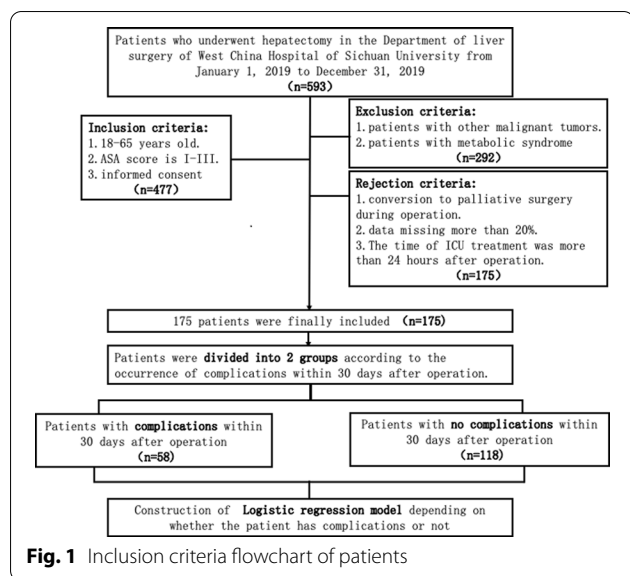 Patients who underwent hepatectomy in the Department of liver
surgery of West China Hospital of Sichuan University from
January 1, 2019 to December 31, 2019
(n=593)
Inclusion criteria:
1. 18-65 years old.
2. ASA score is I-III.
3. informed consent
(n=477)
Exclusion criteria:
1. patients with other malignant tumors.
2. patients with metabolic syndrome
(n=292)
Rejection criteria:
1. conversion to palliative surgery
during operation.
2. data missing more than 20%.
3. The time of ICU treatment was more
than 24 hours after operation.
(n=175)
175 patients were finally included (n=175)
Patients were divided into 2 groups according to the
occurrence of complications within 30 days after operation.
Patients with complications within
30 days after operation
(n=58)
Patients with no complications within
30 days after operation
(n=118)
Construction of Logistic regression model depending on
whether the patient has complications or not
Fig. 1 Inclusion criteria flowchart of patients